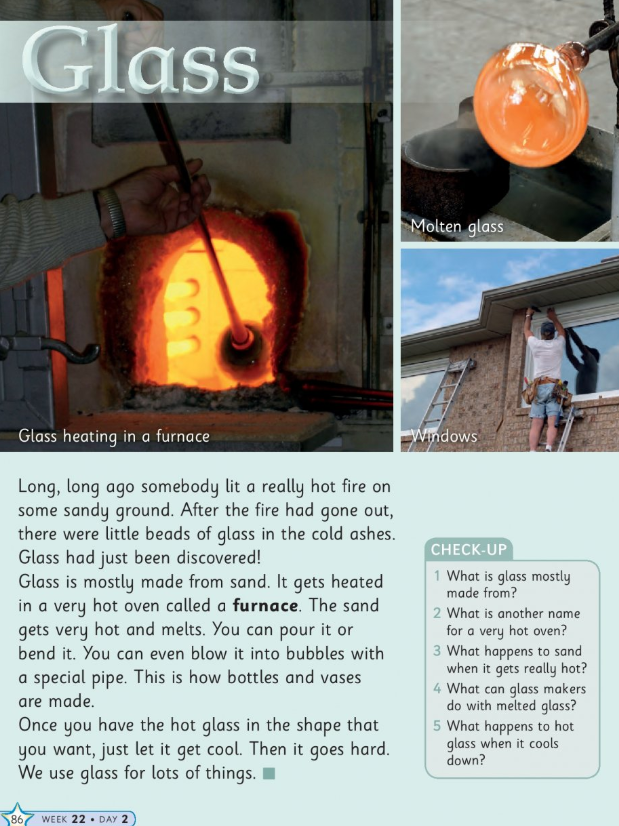 Glass
Molten glass
Glass heating in a furnace
Windows
Long, long ago somebody lit a really hot fire on
some sandy ground. After the fire had gone out,
there were little beads of glass in the cold ashes.
Glass had just been discovered!
Glass is mostly made from sand. It gets heated
in a very hot oven called a furnace. The sand
gets very hot and melts. You can pour it or
bend it. You can even blow it into bubbles with
a special pipe. This is how bottles and vases
are made.
Once you have the hot glass in the shape that
you want, just let it get cool. Then it goes hard.
We use glass for lots of things.
CHECK-UP
1 What is glass mostly
made from?
2 What is another name
for a very hot oven?
3 What happens to sand
when it gets really hot?
4 What can glass makers
do with melted glass?
5 What happens to hot
glass when it cools
down?
86 WEEK 22 • DAY 2